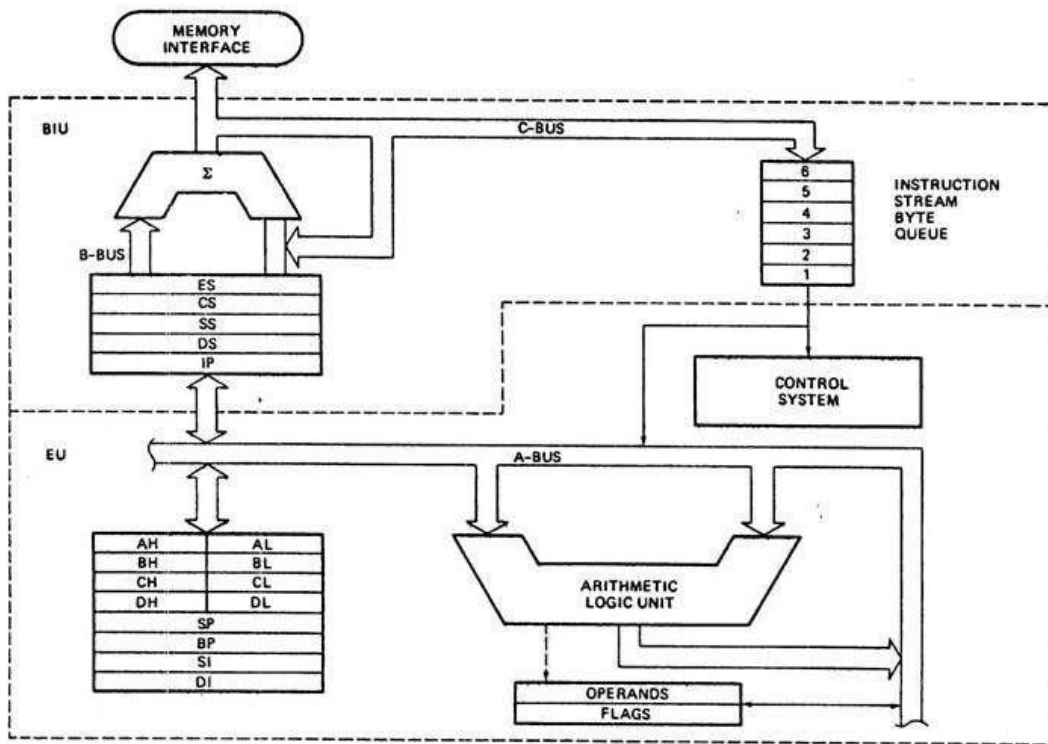 MEMORY
INTERFACE
BIU
C-BUS
Σ
B-BUS
6
5
4
3
2
1
INSTRUCTION
STREAM
BYTE
QUEUE
ES
CS
SS
DS
IP
CONTROL
SYSTEM
EU
A-BUS
AH AL
BH BL
CH CL
DH DL
SP
BP
SI
DI
ARITHMETIC
LOGIC UNIT
OPERANDS
FLAGS